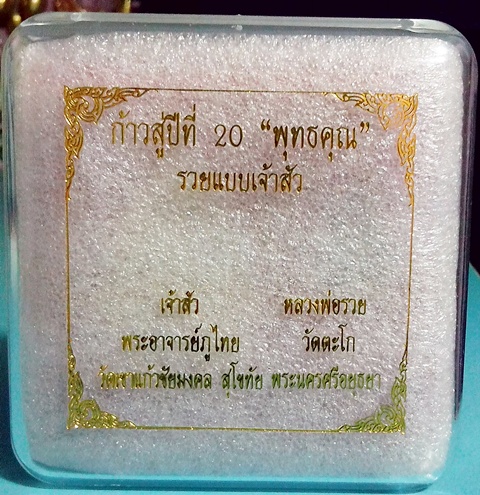 ก้าวสู่ปีที่ 20 "พุทธคุณ"
รวยแบบเจ้าสัว
เจ้าสัว หลวงพ่อรวย
พระอาจารย์ภูไทย วัดตะโก
วัดเขาแก้วชัยมงคล สุโขทัย พระนครศรีอยุธยา